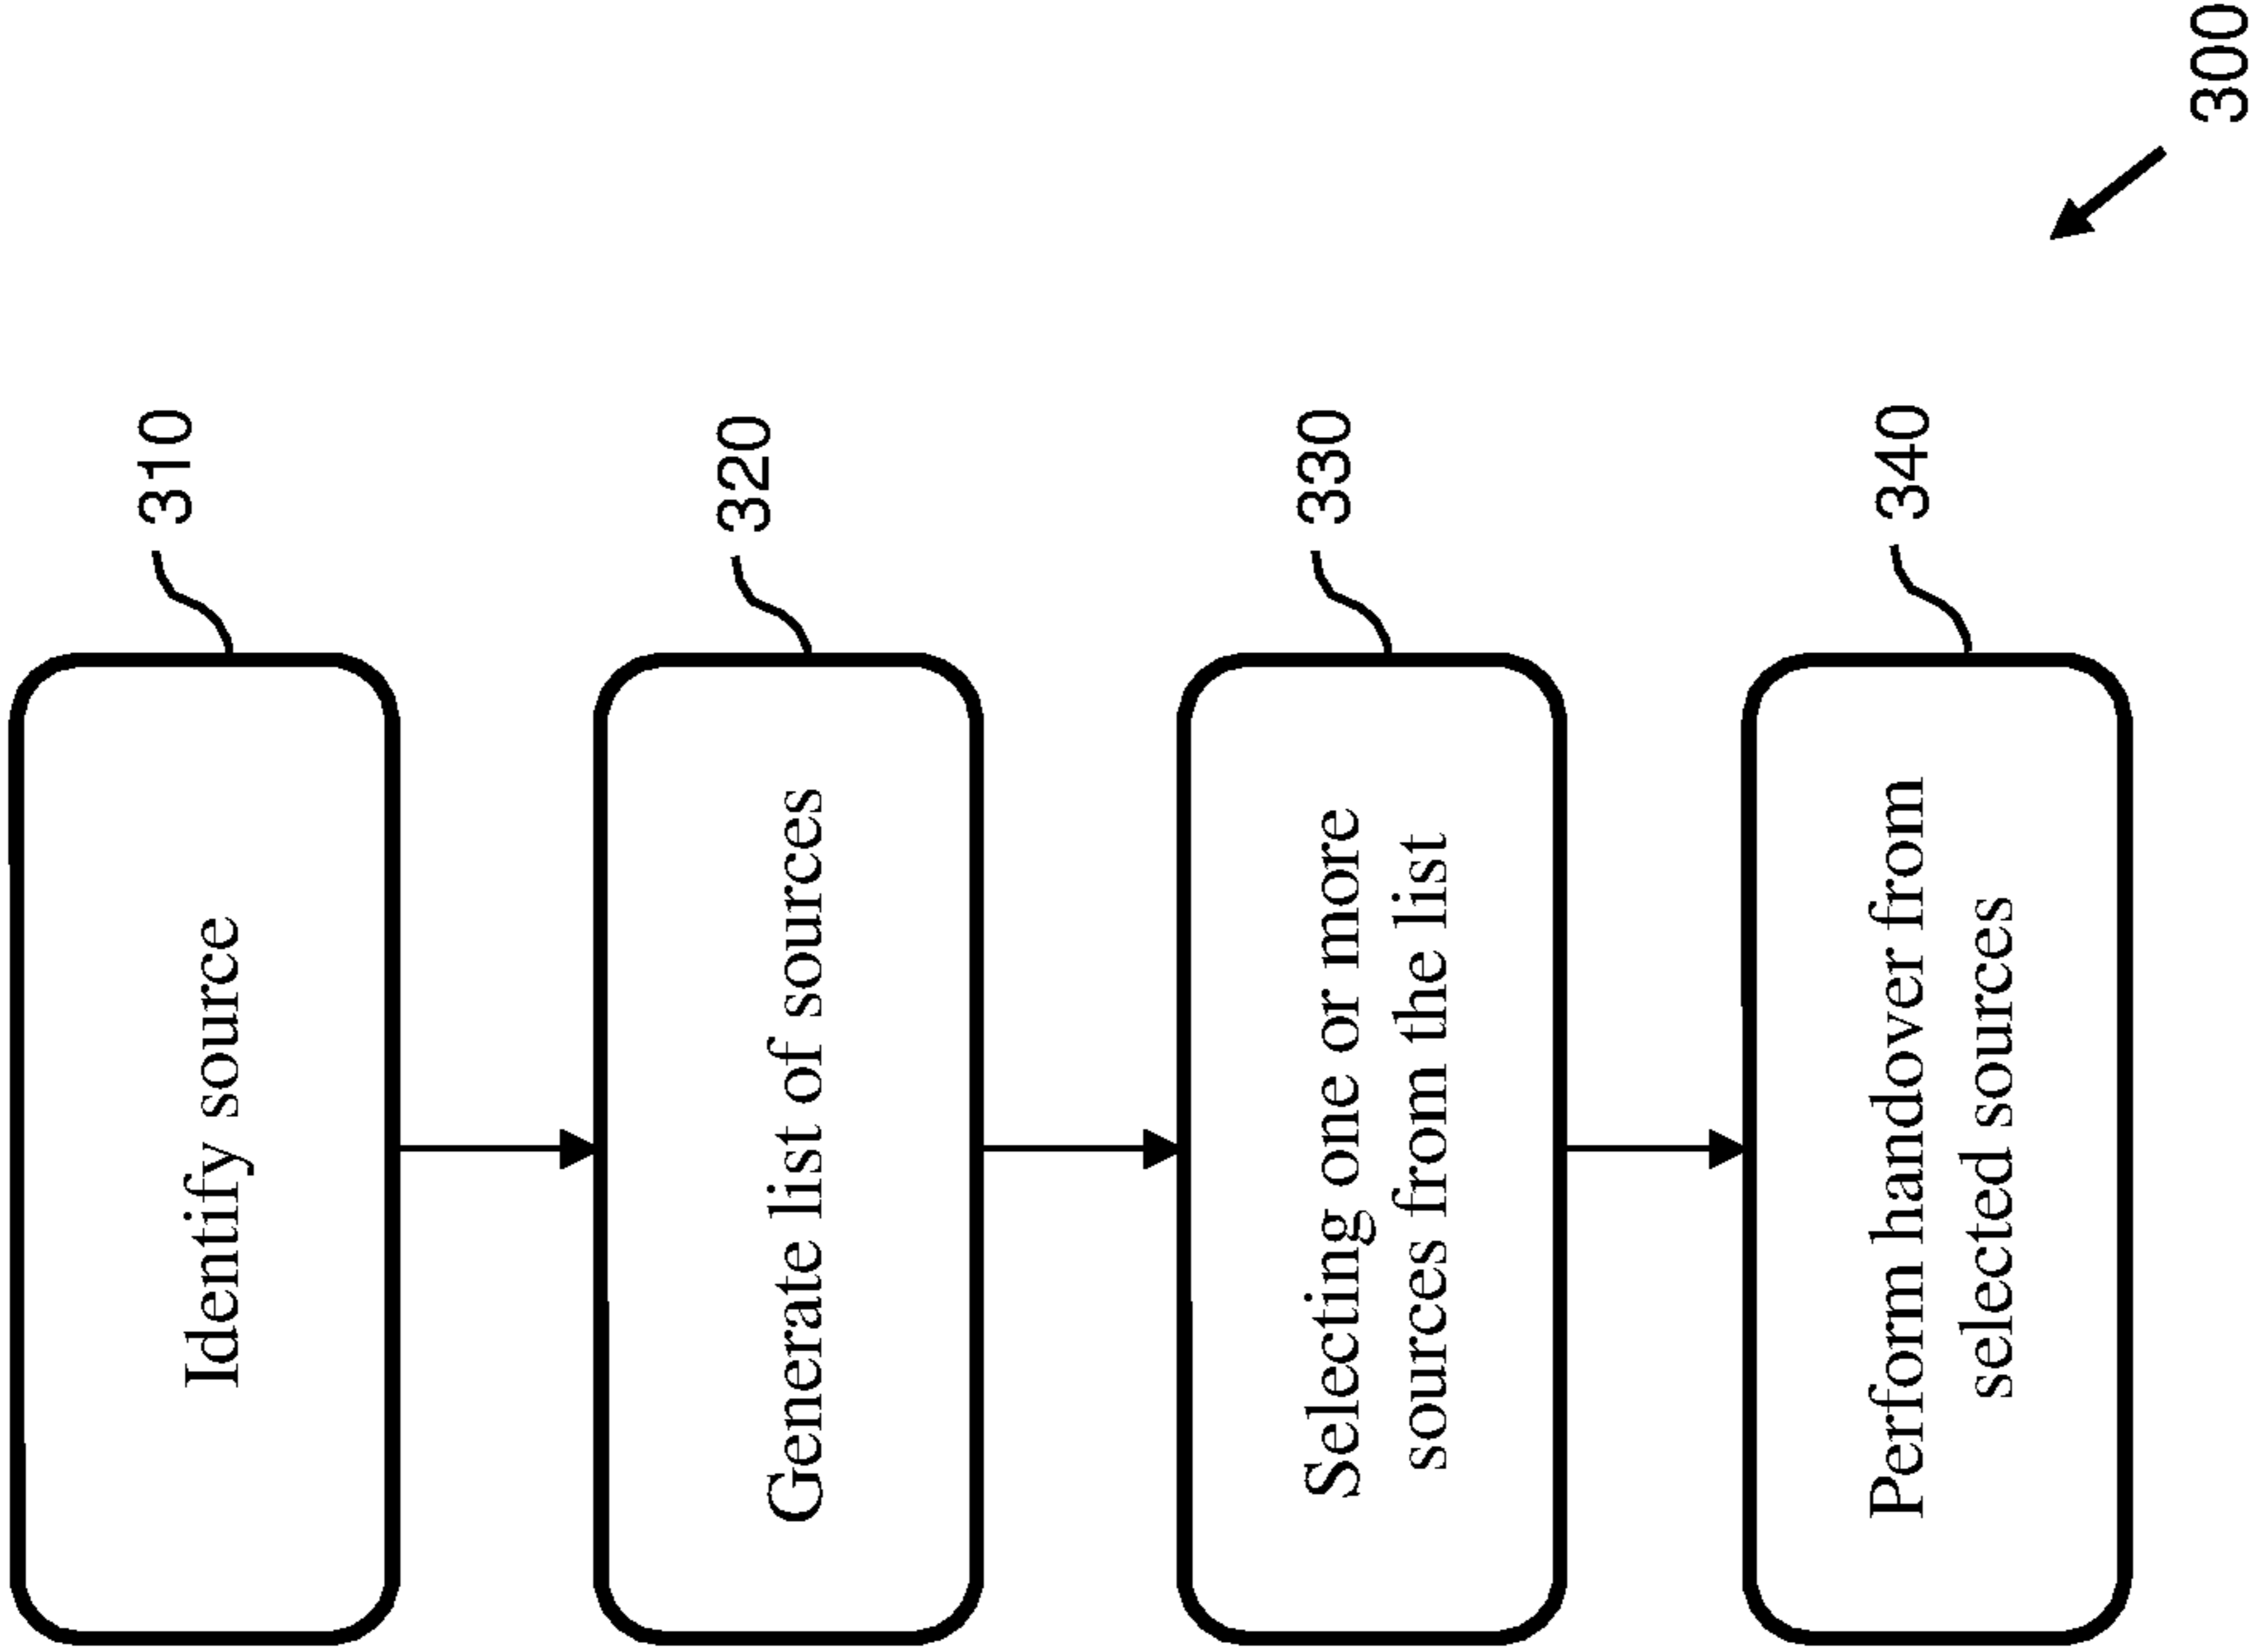 Identify source
310
Generate list of sources
320
Selecting one or more
sources from the list
330
Perform handover from
selected sources
340
300